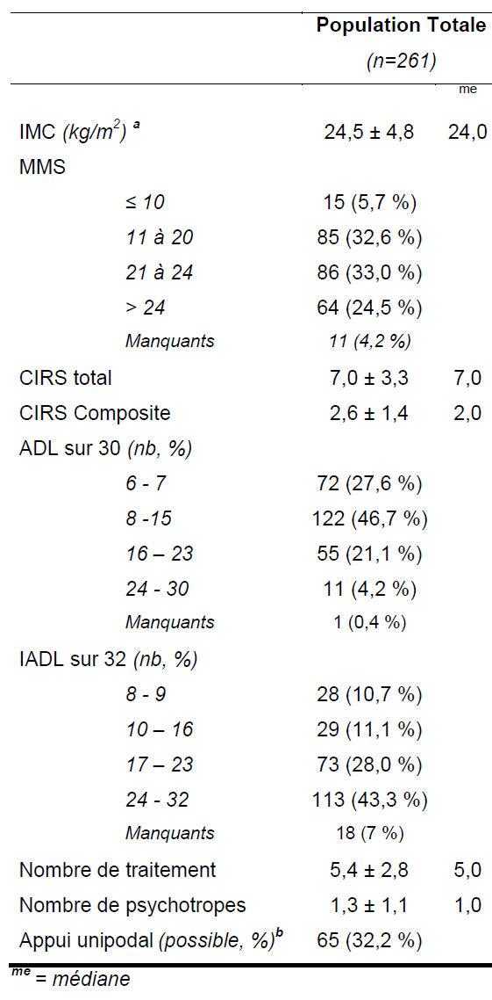 Population Totale
(n=261)
me
IMC (kg/m2) a 24,5 ± 4,8 24,0
MMS
≤ 10 15 (5,7 %)
11 à 20 85 (32,6 %)
21 à 24 86 (33,0 %)
> 24 64 (24,5 %)
Manquants 11 (4,2 %)
CIRS total 7,0 ± 3,3 7,0
CIRS Composite 2,6 ± 1,4 2,0
ADL sur 30 (nb, %)
6 - 7 72 (27,6 %)
8 -15 122 (46,7 %)
16 – 23 55 (21,1 %)
24 - 30 11 (4,2 %)
Manquants 1 (0,4 %)
IADL sur 32 (nb, %)
8 - 9 28 (10,7 %)
10 – 16 29 (11,1 %)
17 – 23 73 (28,0 %)
24 - 32 113 (43,3 %)
Manquants 18 (7 %)
Nombre de traitement 5,4 ± 2,8 5,0
Nombre de psychotropes 1,3 ± 1,1 1,0
Appui unipodal (possible, %)b 65 (32,2 %)
me = médiane